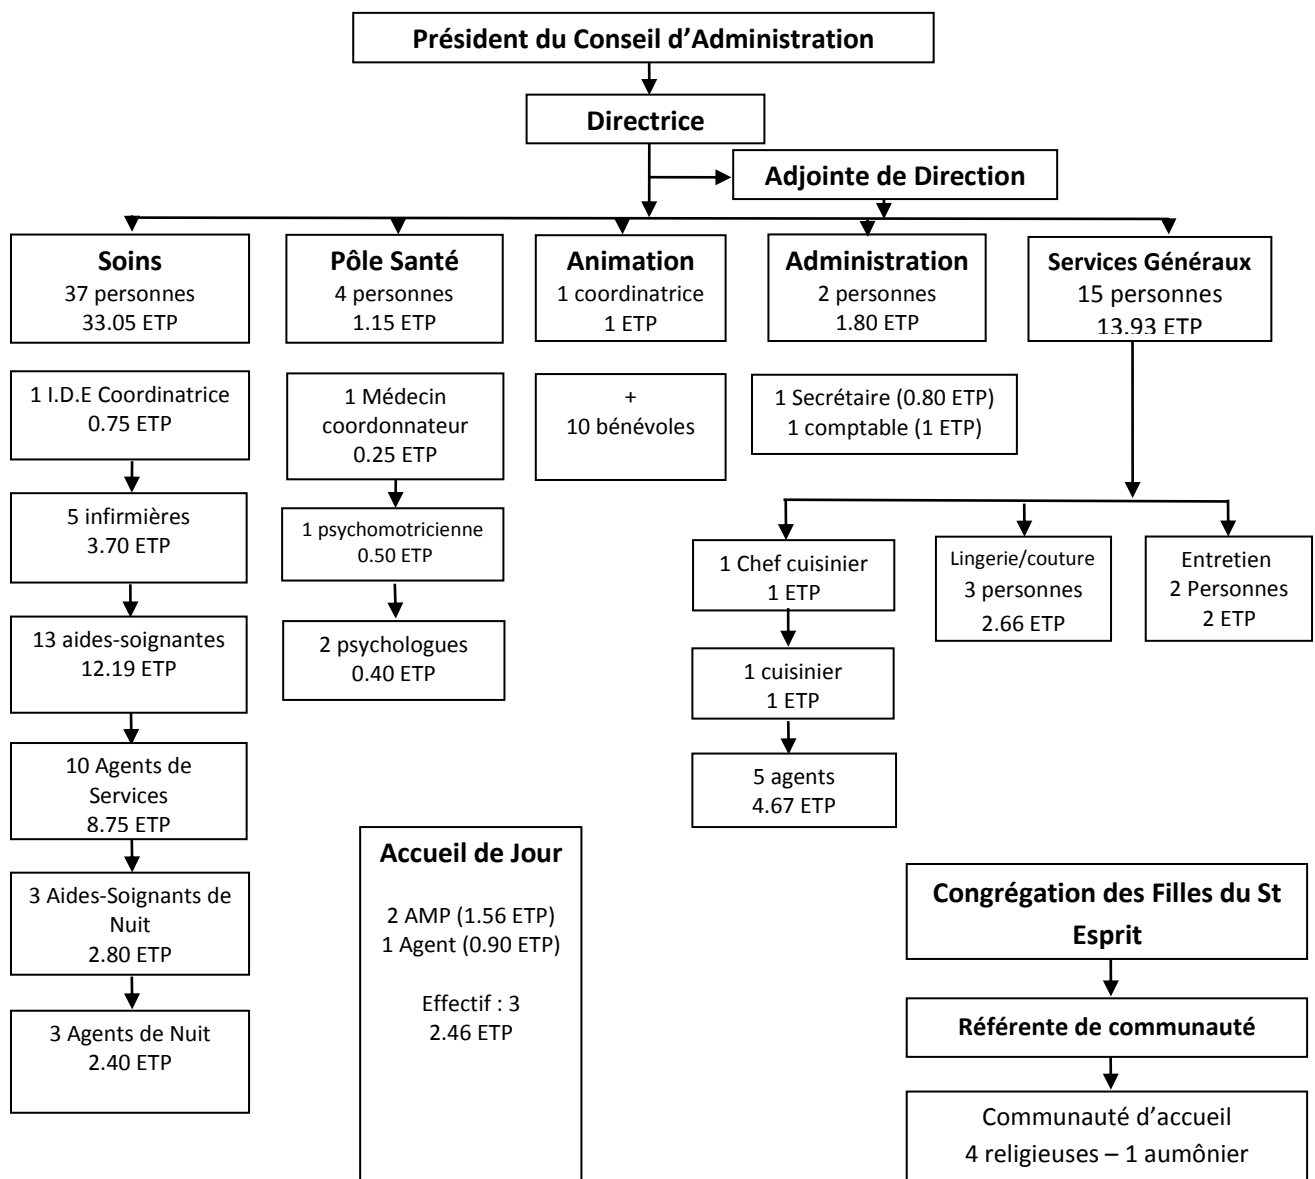 Président du Conseil d’Administration
Directrice
Adjointe de Direction
Soins
37 personnes
33.05 ETP
Pôle Santé
4 personnes
1.15 ETP
Animation
1 coordinatrice
1 ETP
Administration
2 personnes
1.80 ETP
Services Généraux
15 personnes
13.93 ETP
1 I.D.E Coordinatrice
0.75 ETP
5 infirmières
3.70 ETP
13 aides-soignantes
12.19 ETP
10 Agents de
Services
8.75 ETP
3 Aides-Soignants de
Nuit
2.80 ETP
3 Agents de Nuit
2.40 ETP
1 Médecin
coordonnateur
0.25 ETP
1 psychomotricienne
0.50 ETP
2 psychologues
0.40 ETP
+
10 bénévoles
1 Secrétaire (0.80 ETP)
1 comptable (1 ETP)
1 Chef cuisinier
1 ETP
1 cuisinier
1 ETP
5 agents
4.67 ETP
Lingerie/couture
3 personnes
2.66 ETP
Entretien
2 Personnes
2 ETP
Accueil de Jour
2 AMP (1.56 ETP)
1 Agent (0.90 ETP)
Effectif : 3
2.46 ETP
Congrégation des Filles du St
Esprit
Référente de communauté
Communauté d’accueil
4 religieuses – 1 aumônier